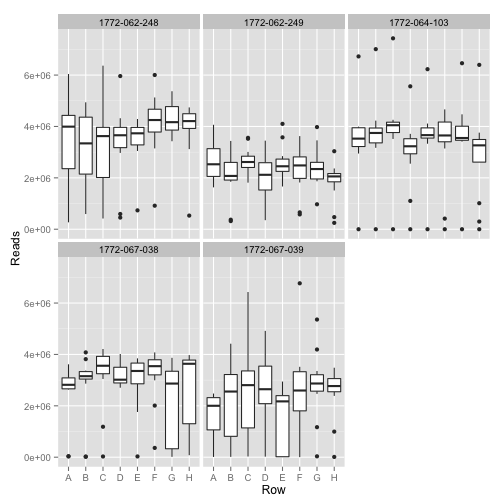 1772-062-248 1772-062-249 1772-064-103
6e+06
4e+06
2e+06
0e+00
Reads
1772-067-038 1772-067-039
6e+06
4e+06
2e+06
0e+00
A B C D E F G H A B C D E F G H
Row